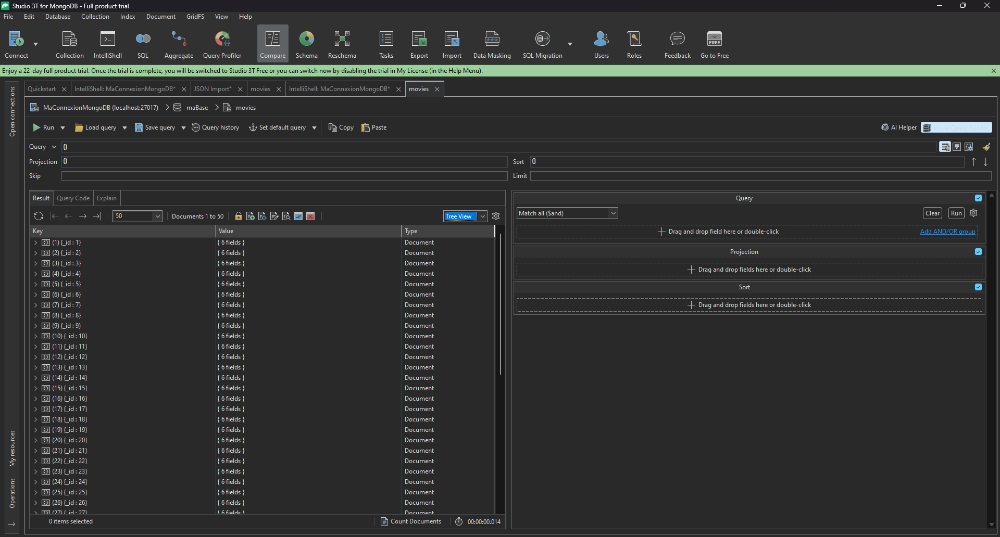 Studio 3T for MongoDB - Full product trial
File Edit Database Collection Index Document GridFS View Help
Connect Collection IntelliShell SQL Aggregate Query Profiler Compare Schema Reschema Tasks Export Import Data Masking SQL Migration Users Roles Feedback FREE Go to Free
Enjoy a 22-day full product trial. Once the trial is complete, you will be switched to Studio 3T Free or you can switch now by disabling the trial in My License (in the Help Menu).
Open connections
My resources
Operations
Quickstart IntelliShell: MaConnexionMongoDB* JSON Import* movies IntelliShell: MaConnexionMongoDB* movies
MaConnexionMongoDB (localhost:27017) maBase movies
Run Load query Save query Query history Set default query Copy Paste AI Helper Visual Query Builder
Query {}
Projection {} Sort {}
Skip Limit
Result Query Code Explain
50 Documents 1 to 50 Tree View
Key Value Type
(1) {_id : 1} { 6 fields } Document
(2) {_id : 2} { 6 fields } Document
(3) {_id : 3} { 6 fields } Document
(4) {_id : 4} { 6 fields } Document
(5) {_id : 5} { 6 fields } Document
(6) {_id : 6} { 6 fields } Document
(7) {_id : 7} { 6 fields } Document
(8) {_id : 8} { 6 fields } Document
(9) {_id : 9} { 6 fields } Document
(10) {_id : 10} { 6 fields } Document
(11) {_id : 11} { 6 fields } Document
(12) {_id : 12} { 6 fields } Document
(13) {_id : 13} { 6 fields } Document
(14) {_id : 14} { 6 fields } Document
(15) {_id : 15} { 6 fields } Document
(16) {_id : 16} { 6 fields } Document
(17) {_id : 17} { 6 fields } Document
(18) {_id : 18} { 6 fields } Document
(19) {_id : 19} { 6 fields } Document
(20) {_id : 20} { 6 fields } Document
(21) {_id : 21} { 6 fields } Document
(22) {_id : 22} { 6 fields } Document
(23) {_id : 23} { 6 fields } Document
(24) {_id : 24} { 6 fields } Document
(25) {_id : 25} { 6 fields } Document
(26) {_id : 26} { 6 fields } Document
(27) {_id : 27} { 6 fields } Document
0 items selected Count Documents 00:00:00.014
Query
Match all ($and) Clear Run
Drag and drop field here or double-click Add AND/OR group
Projection
Drag and drop fields here or double-click
Sort
Drag and drop fields here or double-click